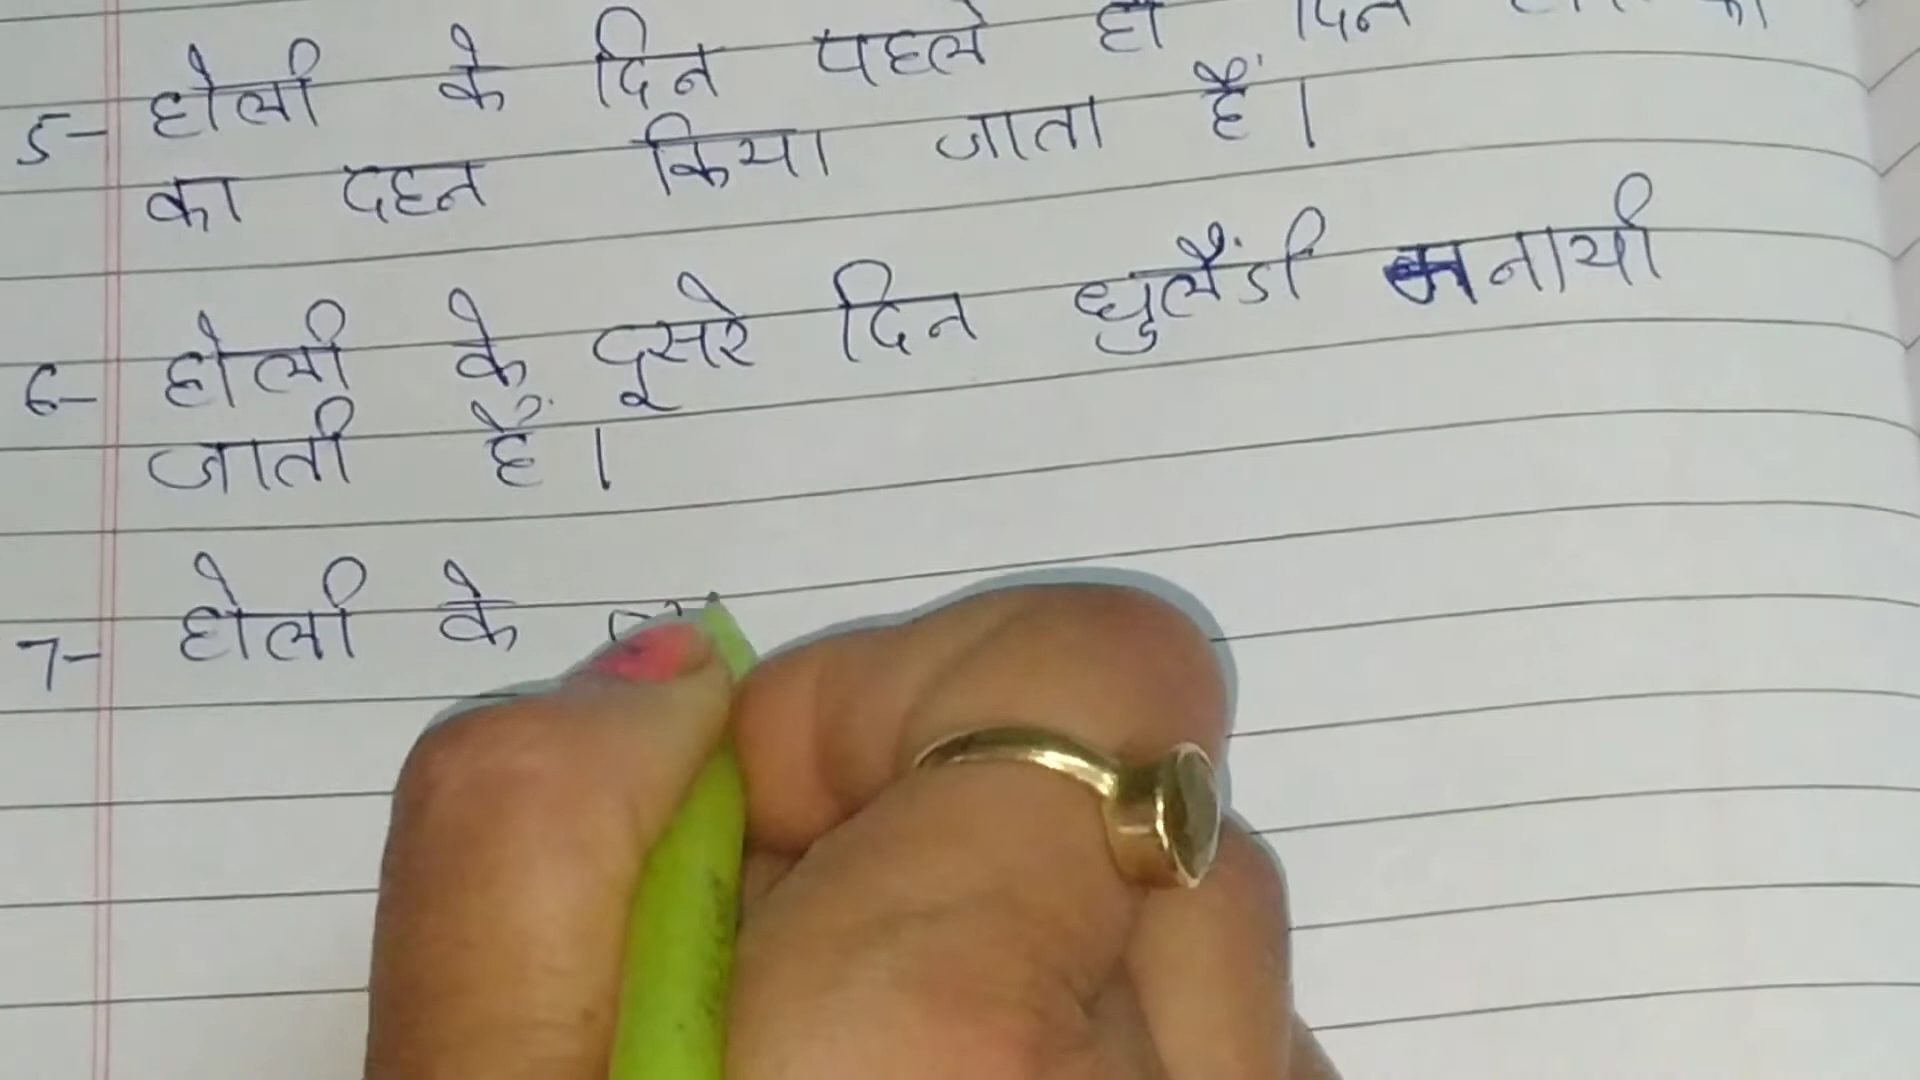 5- होली के दिन पहले ही दिन
का दहन किया जाता हैं।
6- होली के दूसरे दिन धुलैंडी मनायी
जाती हैं।
7- होली के